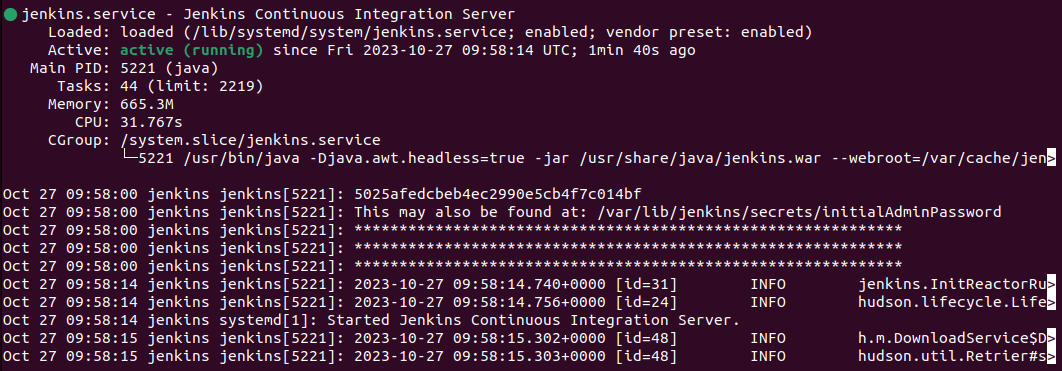 ● jenkins.service - Jenkins Continuous Integration Server
     Loaded: loaded (/lib/systemd/system/jenkins.service; enabled; vendor preset: enabled)
     Active: active (running) since Fri 2023-10-27 09:58:14 UTC; 1min 40s ago
   Main PID: 5221 (java)
      Tasks: 44 (limit: 2219)
     Memory: 665.3M
        CPU: 31.767s
     CGroup: /system.slice/jenkins.service
             └─5221 /usr/bin/java -Djava.awt.headless=true -jar /usr/share/java/jenkins.war --webroot=/var/cache/jen>
Oct 27 09:58:00 jenkins jenkins[5221]: 5025afedcbeb4ec2990e5cb4f7c014bf
Oct 27 09:58:00 jenkins jenkins[5221]: This may also be found at: /var/lib/jenkins/secrets/initialAdminPassword
Oct 27 09:58:00 jenkins jenkins[5221]: *************************************************************
Oct 27 09:58:00 jenkins jenkins[5221]: *************************************************************
Oct 27 09:58:00 jenkins jenkins[5221]: *************************************************************
Oct 27 09:58:14 jenkins jenkins[5221]: 2023-10-27 09:58:14.740+0000 [id=31]        INFO        jenkins.InitReactorRu>
Oct 27 09:58:14 jenkins jenkins[5221]: 2023-10-27 09:58:14.756+0000 [id=24]        INFO        hudson.lifecycle.Life>
Oct 27 09:58:14 jenkins systemd[1]: Started Jenkins Continuous Integration Server.
Oct 27 09:58:15 jenkins jenkins[5221]: 2023-10-27 09:58:15.302+0000 [id=48]        INFO        h.m.DownloadService$D>
Oct 27 09:58:15 jenkins jenkins[5221]: 2023-10-27 09:58:15.303+0000 [id=48]        INFO        hudson.util.Retrier#s>